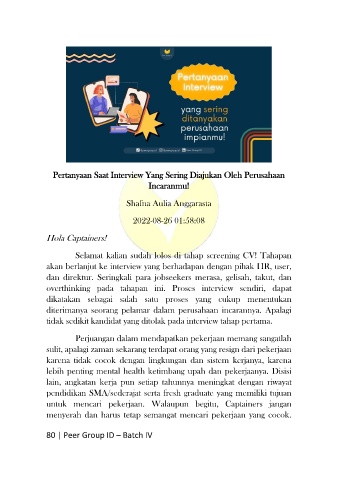 Pertanyaan
interview
yang sering
ditanyakan
perusahaan
impianmu!
Pertanyaan Saat Interview Yang Sering Diajukan Oleh Perusahaan
Incaranmu!
Shafna Aulia Anggarasta
2022-08-26 01:58:08
Hola Captainers!
Selamat kalian sudah lolos di tahap screening CV! Tahapan
akan berlanjut ke interview yang berhadapan dengan pihak HR, user,
dan direktur. Seringkali para jobseekers merasa, gelisah, takut, dan
overthinking pada tahapan ini. Proses interview sendiri, dapat
dikatakan sebagai salah satu proses yang cukup menentukan
diterimanya seorang pelamar dalam perusahaan incarannya. Apalagi
tidak sedikit kandidat yang ditolak pada interview tahap pertama.
Perjuangan dalam mendapatkan pekerjaan memang sangatlah
sulit, apalagi zaman sekarang terdapat orang yang resign dari pekerjaan
karena tidak cocok dengan lingkungan dan sistem kerjanya, karena
lebih penting mental health ketimbang upah dan pekerjaanya. Disisi
lain, angkatan kerja pun setiap tahunnya meningkat dengan riwayat
pendidikan SMA/sederajat serta fresh graduate yang memiliki tujuan
untuk mencari pekerjaan. Walaupun begitu, Captainers jangan
menyerah dan harus tetap semangat mencari pekerjaan yang cocok.
80 | Peer Group ID – Batch IV